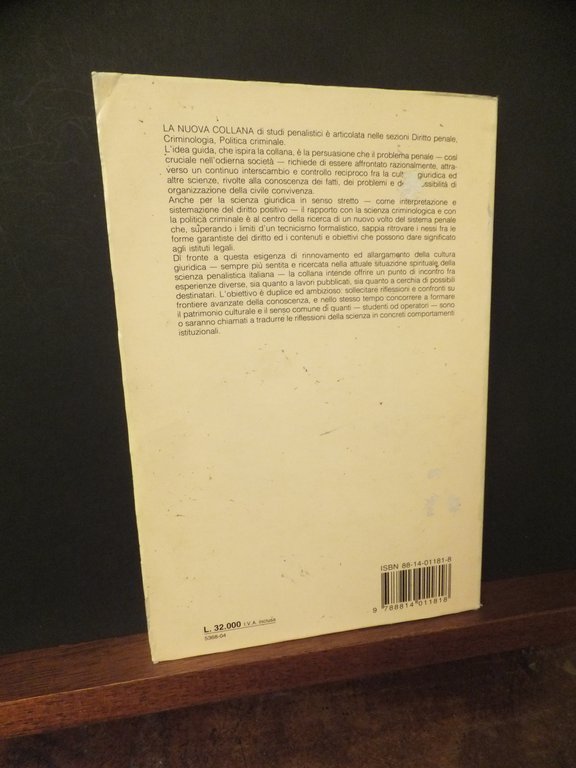 LA NUOVA COLLANA di studi penalistici è articolata nelle sezioni Diritto penale,
Criminologia, Politica criminale.
L'idea guida, che ispira la collana, è la persuasione che il problema penale — così
cruciale nell'odierna società — richiede di essere affrontato razionalmente, attra-
verso un continuo interscambio e controllo reciproco fra la cultura giuridica ed
altre scienze, rivolte alla conoscenza dei fatti, dei problemi e delle possibilità di
organizzazione della civile convivenza.
Anche per la scienza giuridica in senso stretto — come interpretazione e
sistemazione del diritto positivo — il rapporto con la scienza criminologica e con
la politica criminale è al centro della ricerca di un nuovo volto del sistema penale
che, superando i limiti d'un tecnicismo formalistico, sappia ritrovare i nessi fra le
forme garantiste del diritto ed i contenuti e obiettivi che possono dare significato
agli istituti legali.
Di fronte a questa esigenza di rinnovamento ed allargamento della cultura
giuridica — sempre più sentita e ricercata nella attuale situazione spirituale della
scienza penalistica italiana — la collana intende offrire un punto di incontro fra
esperienze diverse, sia quanto a lavori pubblicati, sia quanto a cerchia di possibili
destinatari. L'obiettivo è duplice ed ambizioso: sollecitare riflessioni e confronti su
frontiere avanzate della conoscenza, e nello stesso tempo concorrere a formare
il patrimonio culturale e il senso comune di quanti — studenti od operatori — sono
o saranno chiamati a tradurre le riflessioni della scienza in concreti comportamenti
istituzionali.
ISBN 88-14-01181-8
9 788814 011818
L. 32.000 I.V.A. inclusa
5368-04